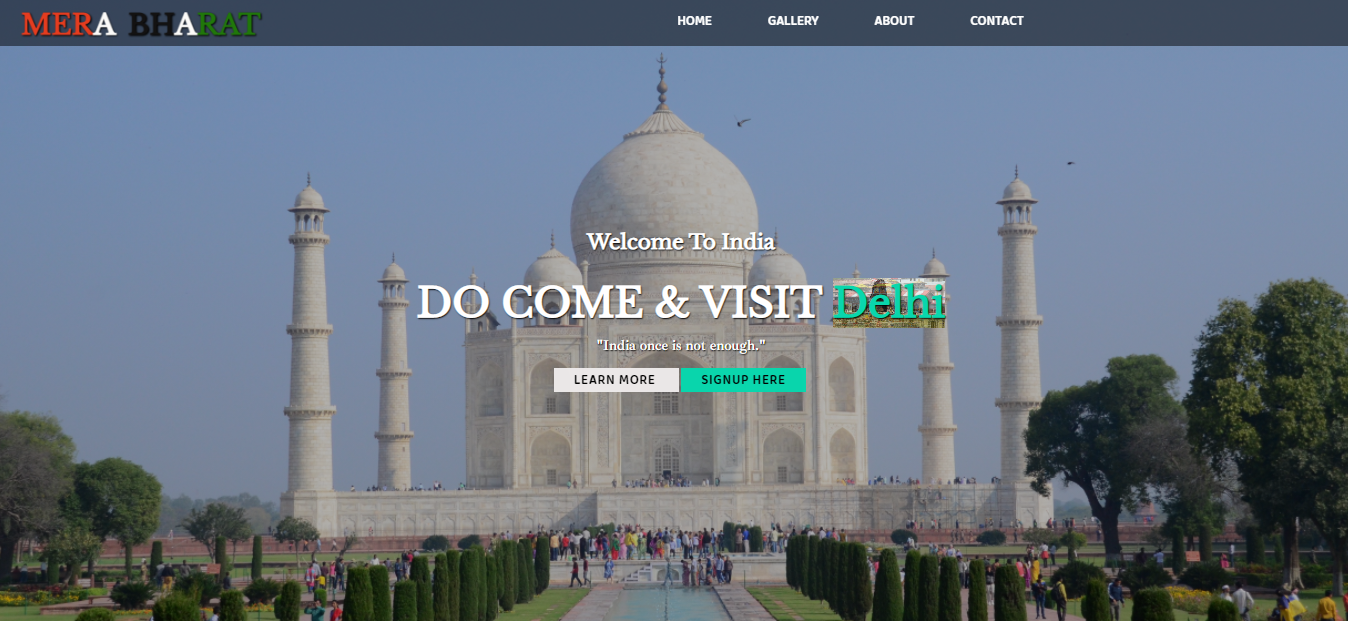 MERA BHARAT
HOME GALLERY ABOUT CONTACT
Welcome To India
DO COME & VISIT Delhi
"India once is not enough."
LEARN MORE SIGNUP HERE